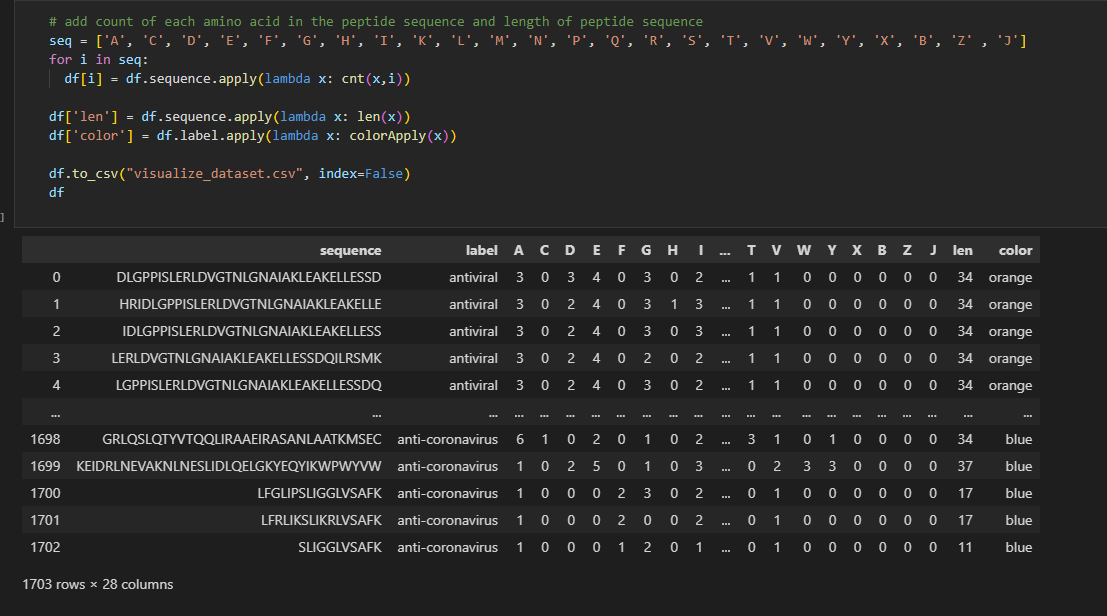 # add count of each amino acid in the peptide sequence and length of peptide sequence
seq = ['A', 'C', 'D', 'E', 'F', 'G', 'H', 'I', 'K', 'L', 'M', 'N', 'P', 'Q', 'R', 'S', 'T', 'V', 'W', 'Y', 'X', 'B', 'Z' , 'J']
for i in seq:
  df[i] = df.sequence.apply(lambda x: cnt(x,i))
df['len'] = df.sequence.apply(lambda x: len(x))
df['color'] = df.label.apply(lambda x: colorApply(x))
df.to_csv("visualize_dataset.csv", index=False)
df
]
sequence label A C D E F G H I ... T V W Y X B Z J len color
0 DLGPPISLERLDVGTNLGNAIAKLEAKELLESSD antiviral 3 0 3 4 0 3 0 2 ... 1 1 0 0 0 0 0 0 34 orange
1 HRIDLGPPISLERLDVGTNLGNAIAKLEAKELLE antiviral 3 0 2 4 0 3 1 3 ... 1 1 0 0 0 0 0 0 34 orange
2 IDLGPPISLERLDVGTNLGNAIAKLEAKELLESS antiviral 3 0 2 4 0 3 0 3 ... 1 1 0 0 0 0 0 0 34 orange
3 LERLDVGTNLGNAIAKLEAKELLESSDQILRSMK antiviral 3 0 2 4 0 2 0 2 ... 1 1 0 0 0 0 0 0 34 orange
4 LGPPISLERLDVGTNLGNAIAKLEAKELLESSDQ antiviral 3 0 2 4 0 3 0 2 ... 1 1 0 0 0 0 0 0 34 orange
... ... ... ... ... ... ... ... ... ... ... ... ... ... ... ... ... ... ... ... ... ...
1698 GRLQSLQTYVTQQLIRAAEIRASANLAATKMSEC anti-coronavirus 6 1 0 2 0 1 0 2 ... 3 1 0 1 0 0 0 0 34 blue
1699 KEIDRLNEVAKNLNESLIDLQELGKYEQYIKWPWYVW anti-coronavirus 1 0 2 5 0 1 0 3 ... 0 2 3 3 0 0 0 0 37 blue
1700 LFGLIPSLIGGLVSAFK anti-coronavirus 1 0 0 0 2 3 0 2 ... 0 1 0 0 0 0 0 0 17 blue
1701 LFRLIKSLIKRLVSAFK anti-coronavirus 1 0 0 0 2 0 0 2 ... 0 1 0 0 0 0 0 0 17 blue
1702 SLIGGLVSAFK anti-coronavirus 1 0 0 0 1 2 0 1 ... 0 1 0 0 0 0 0 0 11 blue
1703 rows × 28 columns